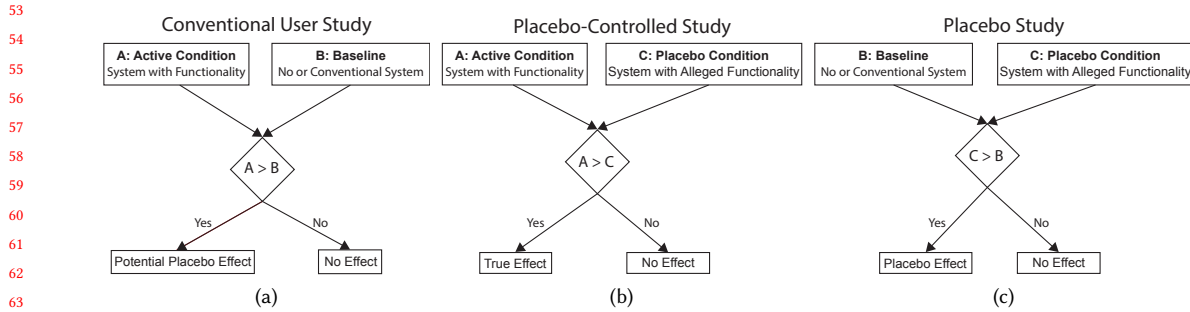 53
54
55
56
57
58
59
60
61
62
63
Conventional User Study
A: Active Condition
System with Functionality
B: Baseline
No or Conventional System
A > B
Yes
No
Potential Placebo Effect
No Effect
(a)
Placebo-Controlled Study
A: Active Condition
System with Functionality
C: Placebo Condition
System with Alleged Functionality
A > C
Yes
No
True Effect
No Effect
(b)
Placebo Study
B: Baseline
No or Conventional System
C: Placebo Condition
System with Alleged Functionality
C > B
Yes
No
Placebo Effect
No Effect
(c)